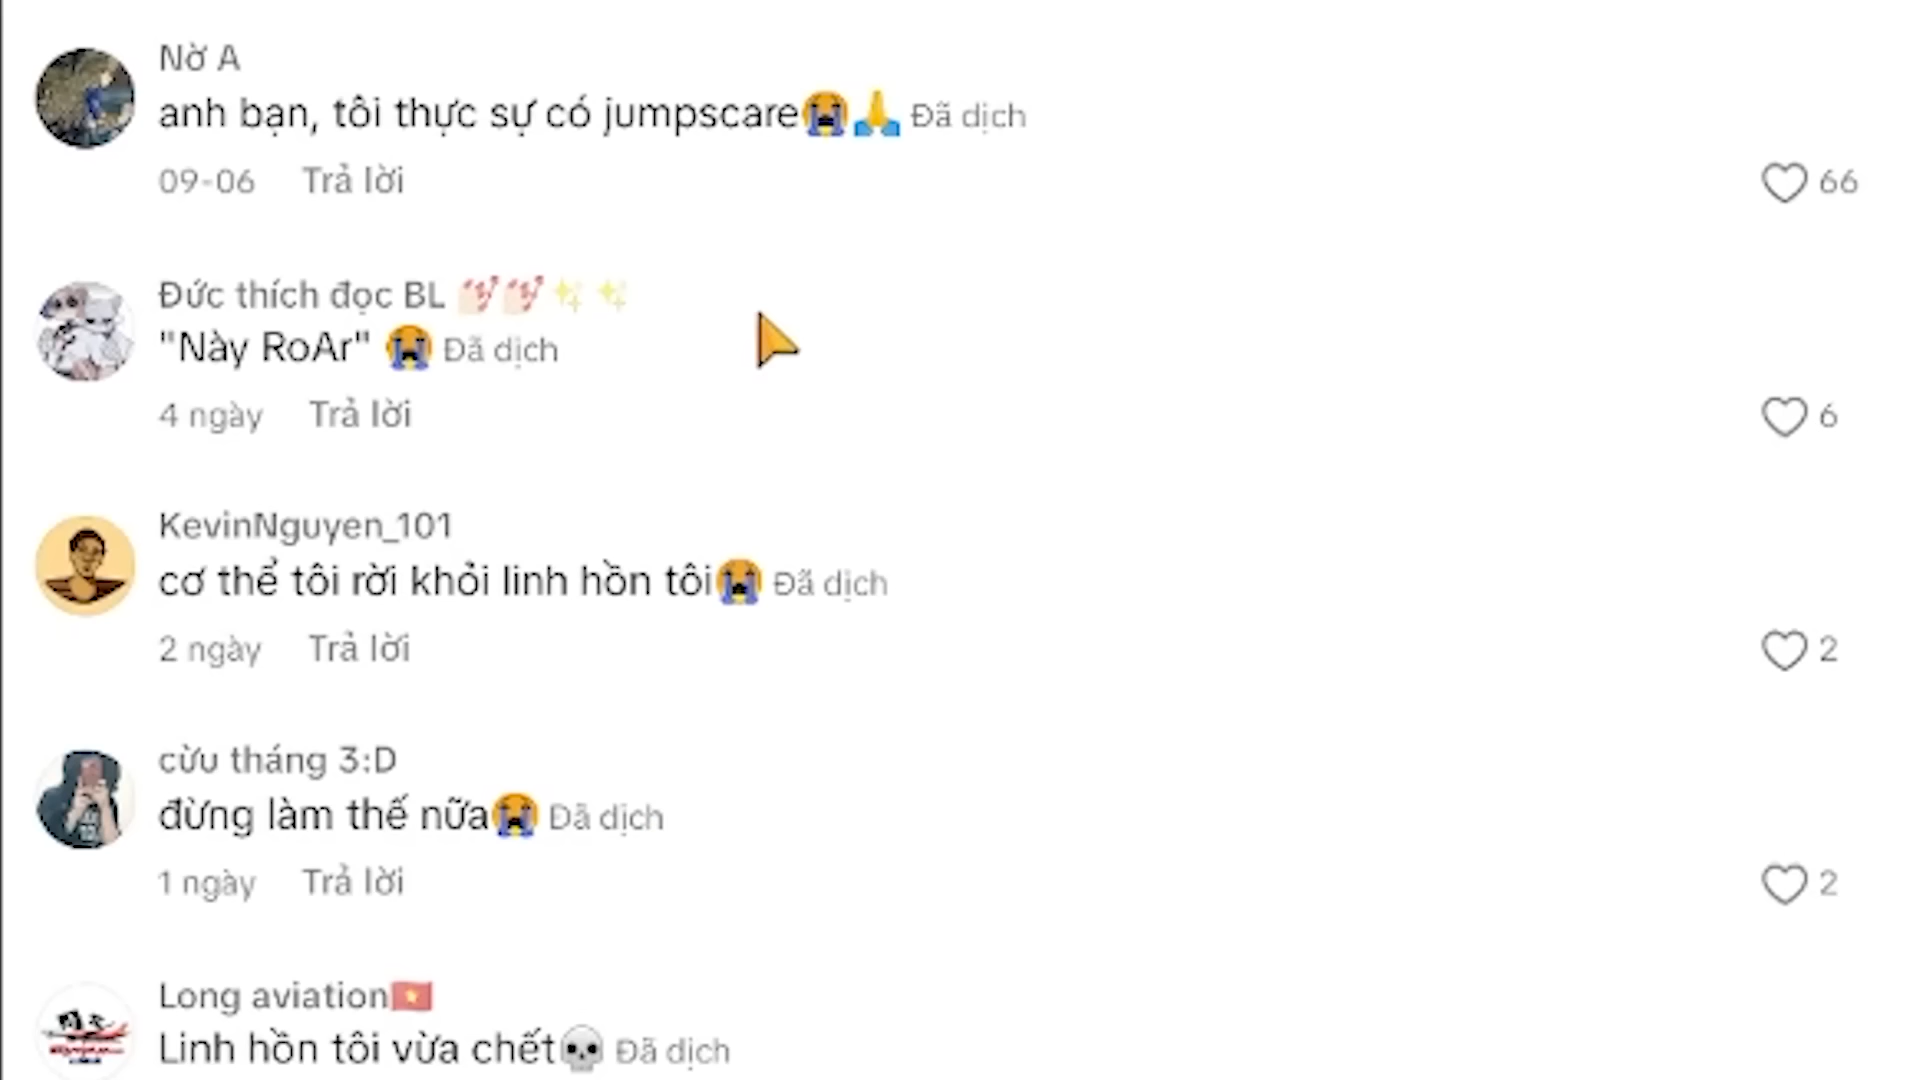 Nờ A
anh bạn, tôi thực sự có jumpscare😭🙏 Đã dịch
09-06 Trả lời 66
Đức thích đọc BL 💅💅✨✨
"Này RoAr" 😭 Đã dịch
4 ngày Trả lời 6
KevinNguyen_101
cơ thể tôi rời khỏi linh hồn tôi😭 Đã dịch
2 ngày Trả lời 2
cừu tháng 3:D
đừng làm thế nữa😭 Đã dịch
1 ngày Trả lời 2
Long aviation🇻🇳
Linh hồn tôi vừa chết💀 Đã dịch